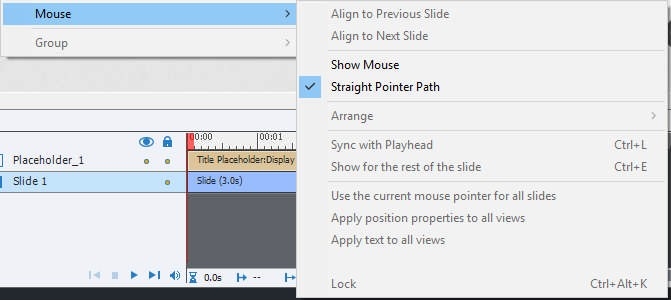 Mouse
Group
Align to Previous Slide
Align to Next Slide
Show Mouse
Straight Pointer Path
Arrange
Sync with Playhead Ctrl+L
Show for the rest of the slide Ctrl+E
Use the current mouse pointer for all slides
Apply position properties to all views
Apply text to all views
Lock Ctrl+Alt+K
00:00 00:01
Placeholder_1 Title Placeholder:Display
Slide 1 Slide (3.0s)
0.0s --